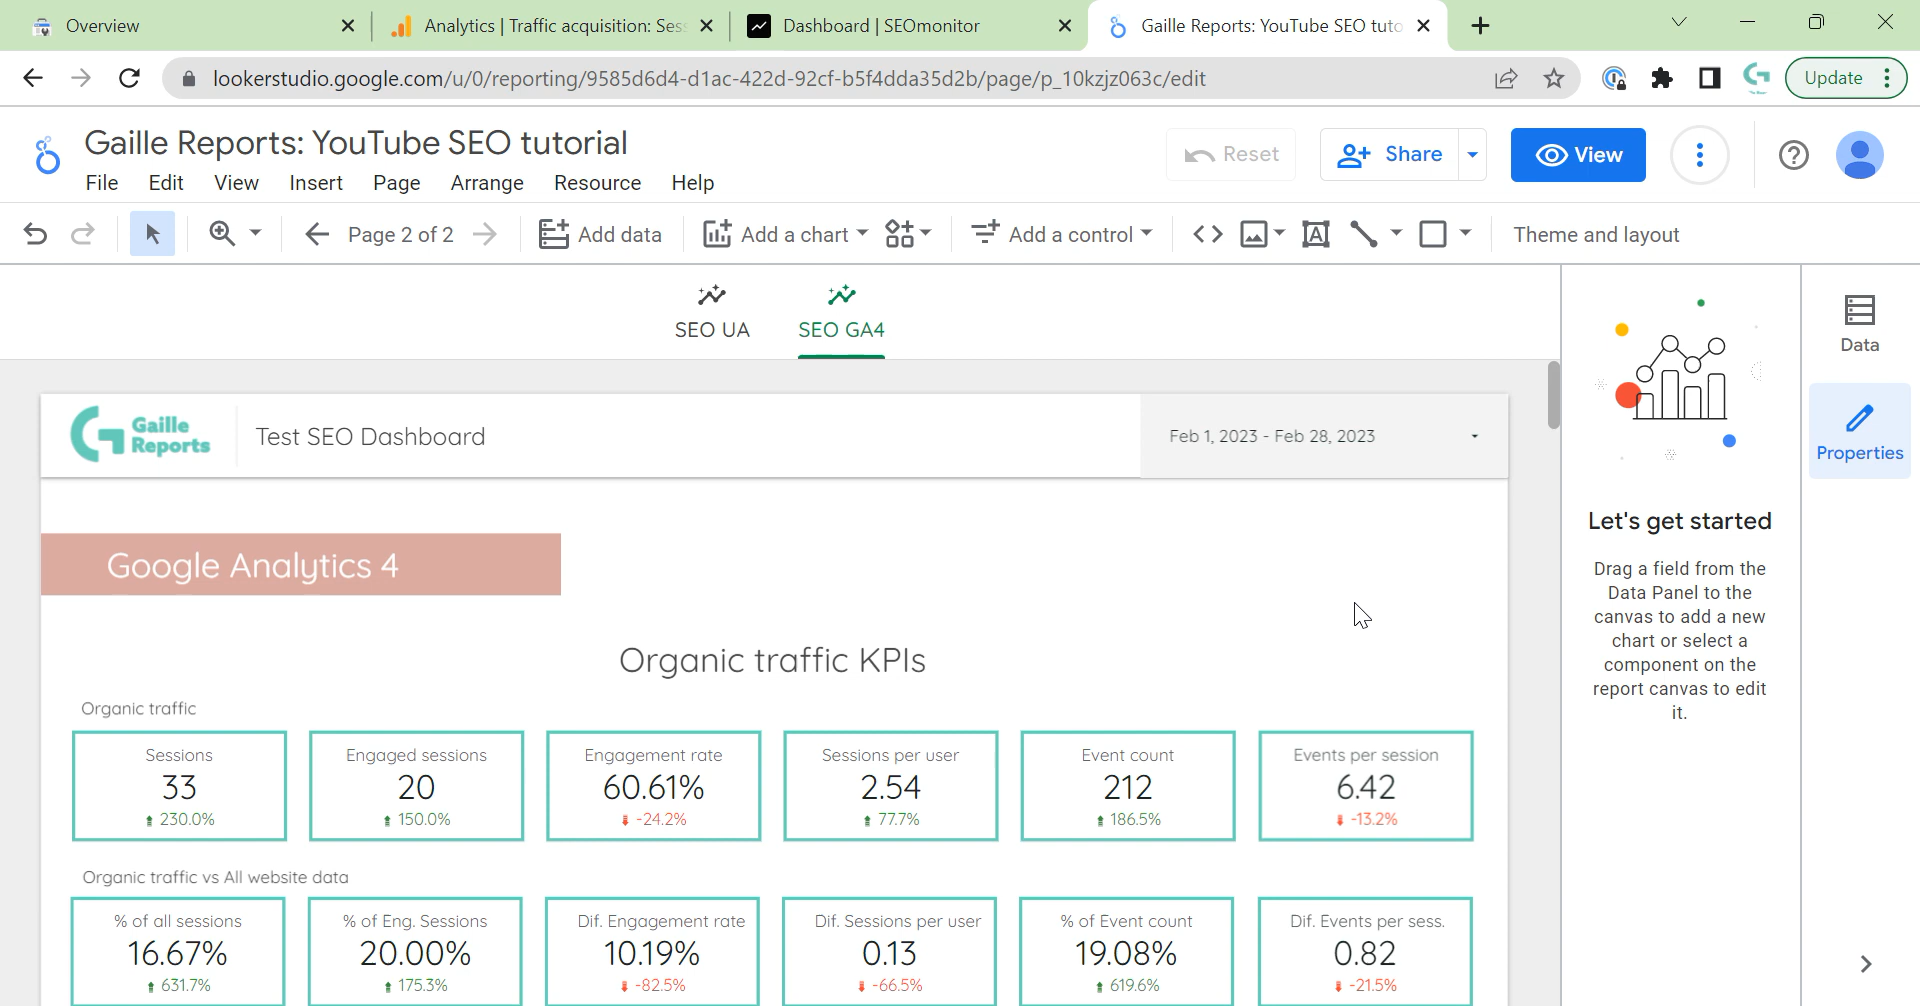 Overview
Analytics | Traffic acquisition: Ses
Dashboard | SEOmonitor
Gaille Reports: YouTube SEO tuto
lookerstudio.google.com/u/0/reporting/9585d6d4-d1ac-422d-92cf-b5f4dda35d2b/page/p_10kzjz063c/edit
Update
Gaille Reports: YouTube SEO tutorial
Reset
Share
View
File Edit View Insert Page Arrange Resource Help
Page 2 of 2
Add data
Add a chart
Add a control
Theme and layout
SEO UA
SEO GA4
Data
Properties
Gaille
Reports
Test SEO Dashboard
Feb 1, 2023 - Feb 28, 2023
Let's get started
Drag a field from the
Data Panel to the
canvas to add a new
chart or select a
component on the
report canvas to edit
it.
Google Analytics 4
Organic traffic KPIs
Organic traffic
Sessions
33
230.0%
Engaged sessions
20
150.0%
Engagement rate
60.61%
-24.2%
Sessions per user
2.54
77.7%
Event count
212
186.5%
Events per session
6.42
-13.2%
Organic traffic vs All website data
% of all sessions
16.67%
631.7%
% of Eng. Sessions
20.00%
175.3%
Dif. Engagement rate
10.19%
-82.5%
Dif. Sessions per user
0.13
-66.5%
% of Event count
19.08%
619.6%
Dif. Events per sess.
0.82
-21.5%